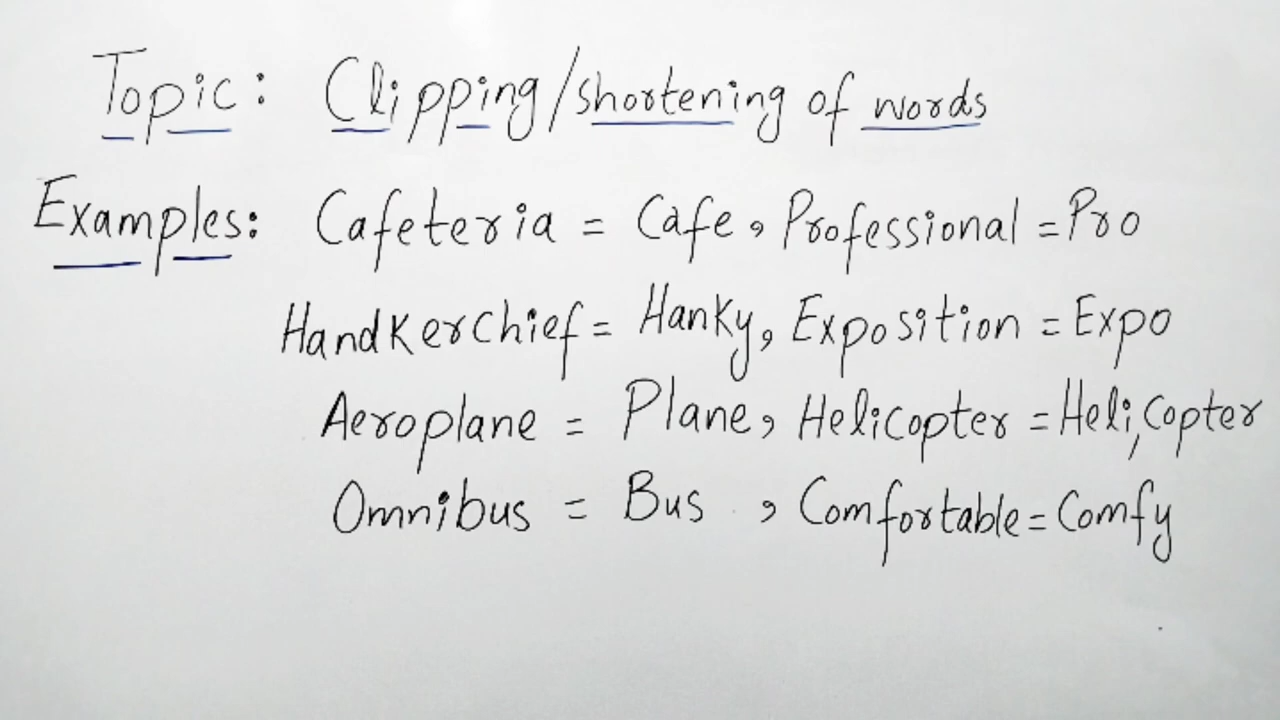 Topic: Clipping/shortening of words
Examples: Cafeteria = Cafe, Professional = Pro
Handkerchief = Hanky, Exposition = Expo
Aeroplane = Plane, Helicopter = Heli, Copter
Omnibus = Bus , Comfortable = Comfy